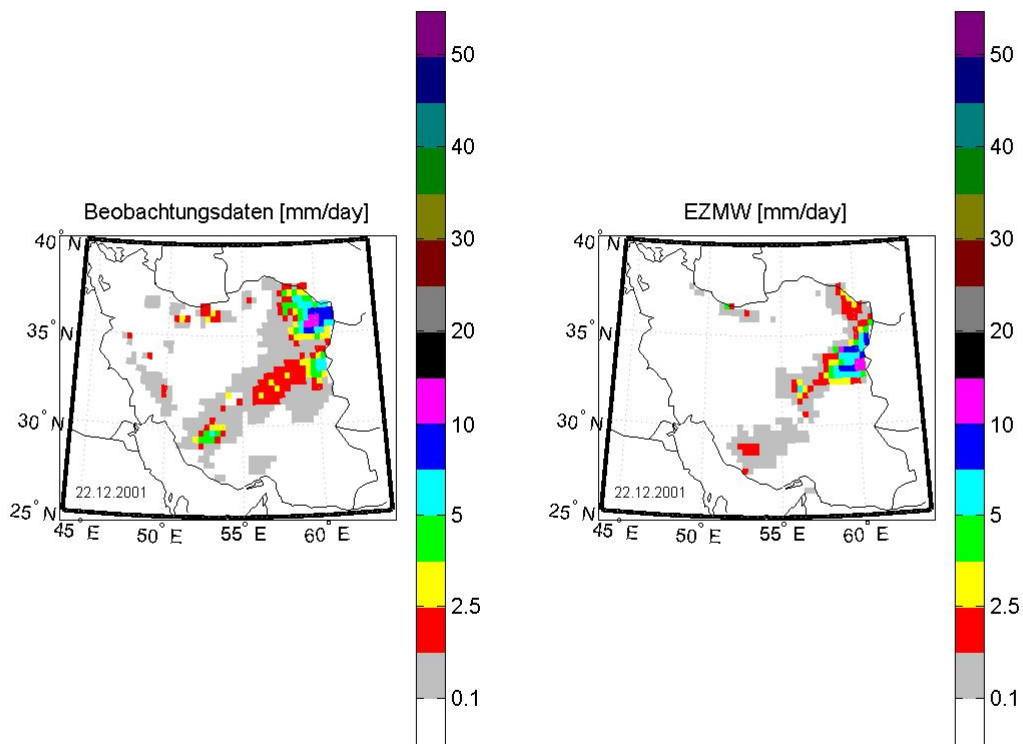 Beobachtungsdaten [mm/day]
40° N
35° N
30° N
25° N
45° E
50° E
55° E
60° E
22.12.2001
50
40
30
20
10
5
2.5
0.1
EZMW [mm/day]
40° N
35° N
30° N
25° N
45° E
50° E
55° E
60° E
22.12.2001
50
40
30
20
10
5
2.5
0.1